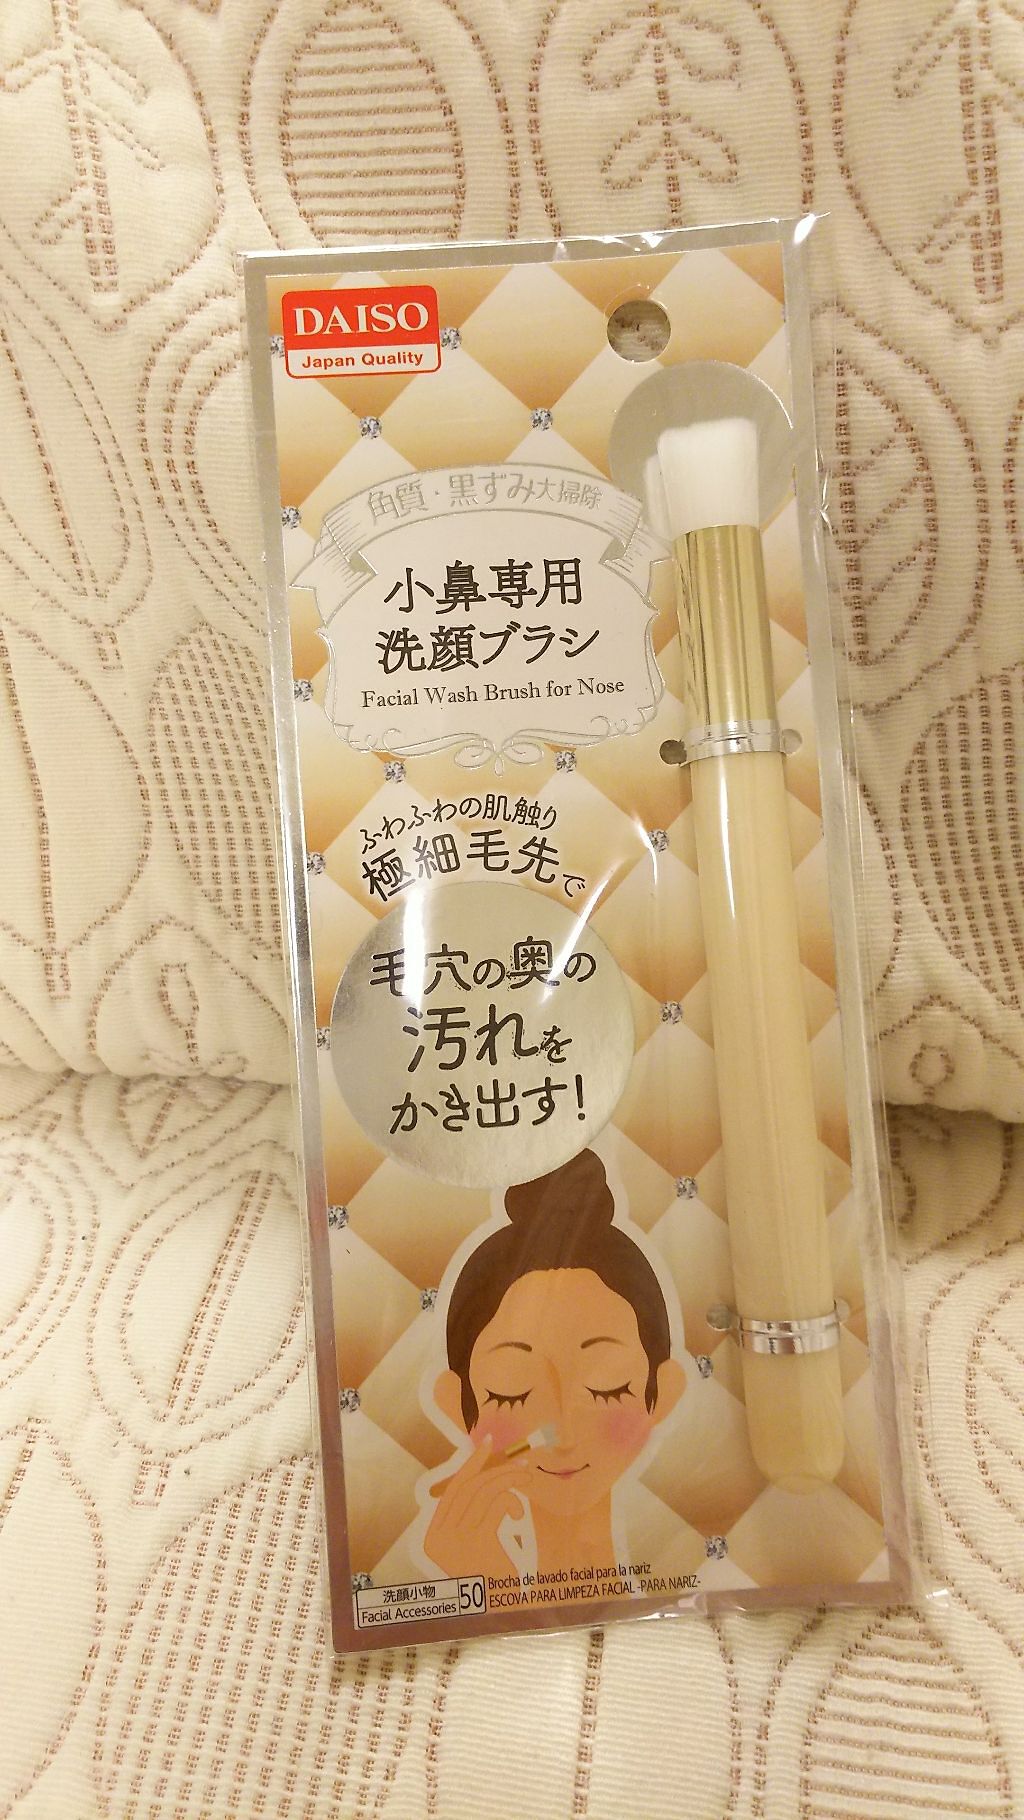 DAISO
Japan Quality
角質・黒ずみ大掃除
小鼻専用
洗顔ブラシ
Facial Wash Brush for Nose
ふわふわの肌触り
極細毛先で
毛穴の奥の
汚れを
かき出す!
洗顔小物
Facial Accessories
50
Brocha de lavado facial para la nariz
ESCOVA PARA LIMPEZA FACIAL -PARA NARIZ-